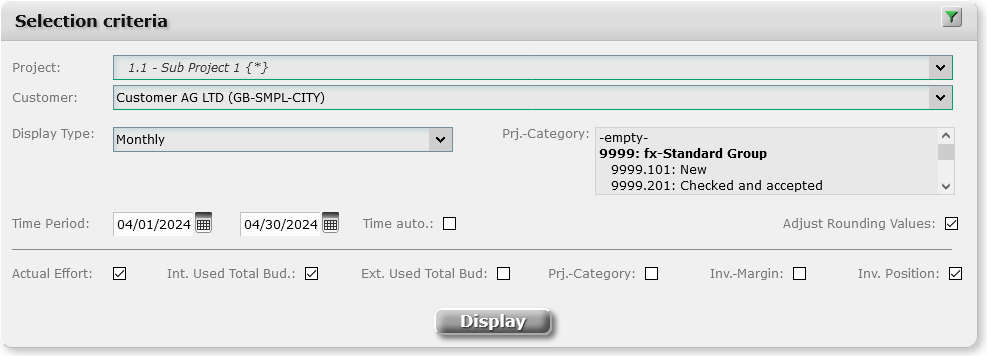 Selection criteria
Project: 1.1 - Sub Project 1 {*}
Customer: Customer AG LTD (GB-SMPL-CITY)
Display Type: Monthly Prj.-Category: -empty-
9999: fx-Standard Group
9999.101: New
9999.201: Checked and accepted
Time Period: 04/01/2024 04/30/2024 Time auto.: Adjust Rounding Values:
Actual Effort: Int. Used Total Bud.: Ext. Used Total Bud: Prj.-Category: Inv.-Margin: Inv. Position:
Display